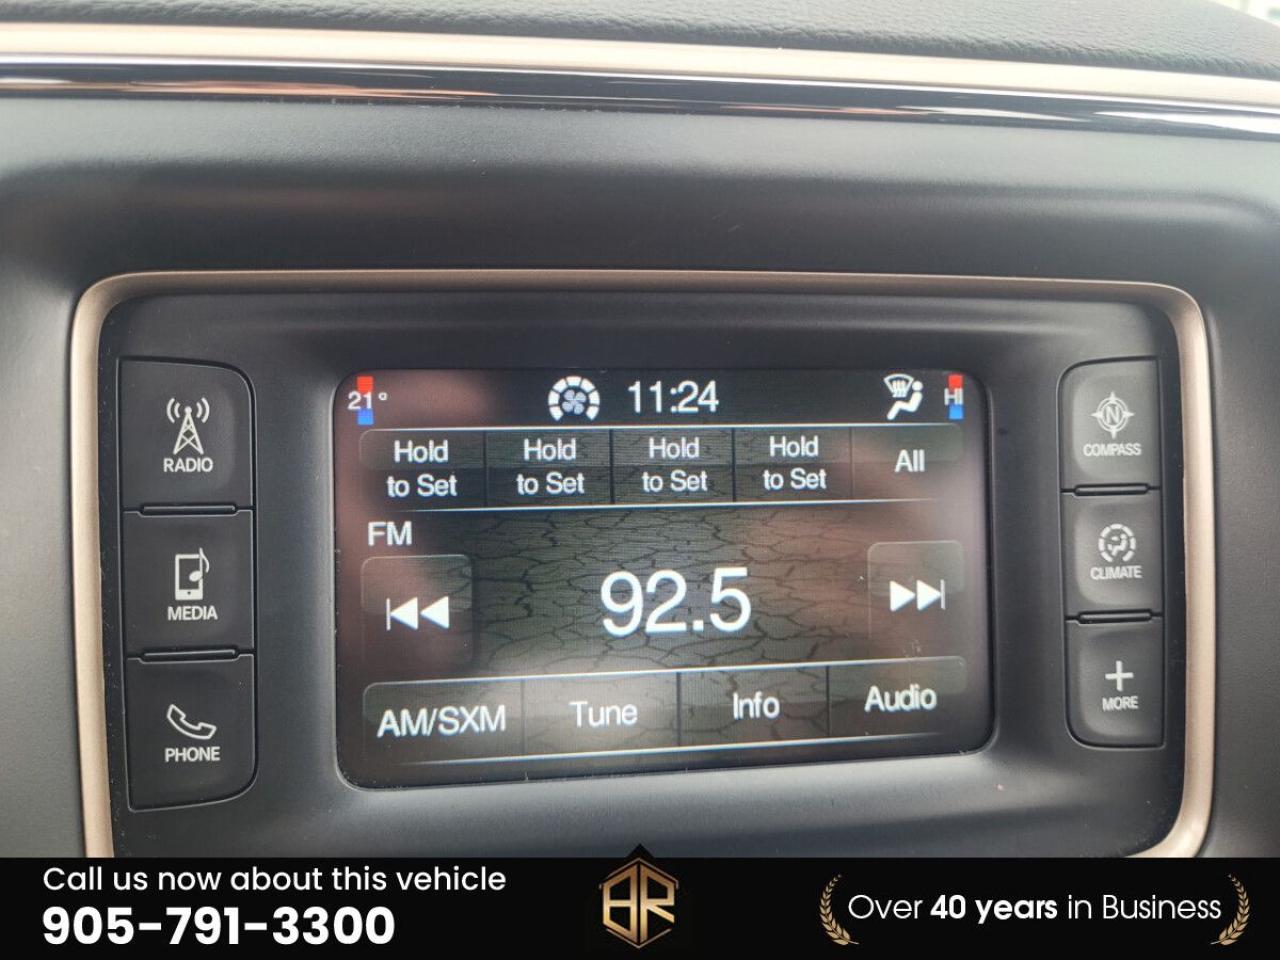 21°
11:24
HI
Hold to Set
Hold to Set
Hold to Set
Hold to Set
All
FM
92.5
AM/SXM
Tune
Info
Audio
RADIO
MEDIA
PHONE
N
COMPASS
CLIMATE
MORE
Call us now about this vehicle
905-791-3300
BR
Over 40 years in Business